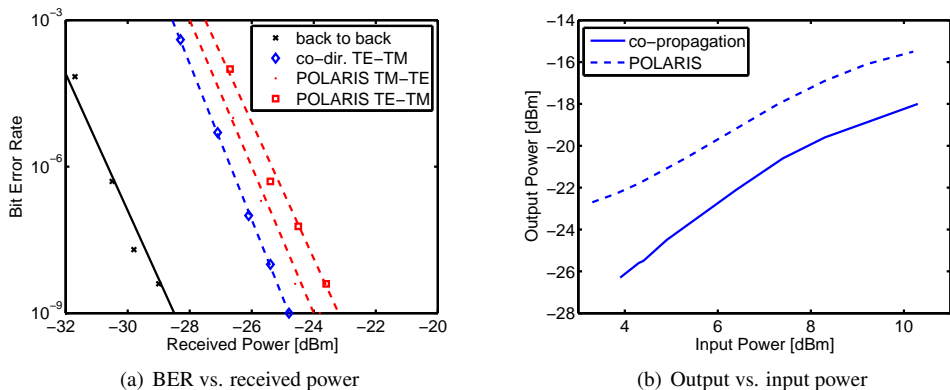 10^-3
10^-6
10^-9
Bit Error Rate
back to back
co-dir. TE-TM
POLARIS TM-TE
POLARIS TE-TM
-32 -30 -28 -26 -24 -22 -20
Received Power [dBm]
(a) BER vs. received power
-14
-16
-18
-20
-22
-24
-26
-28
Output Power [dBm]
co-propagation
POLARIS
4 6 8 10
Input Power [dBm]
(b) Output vs. input power